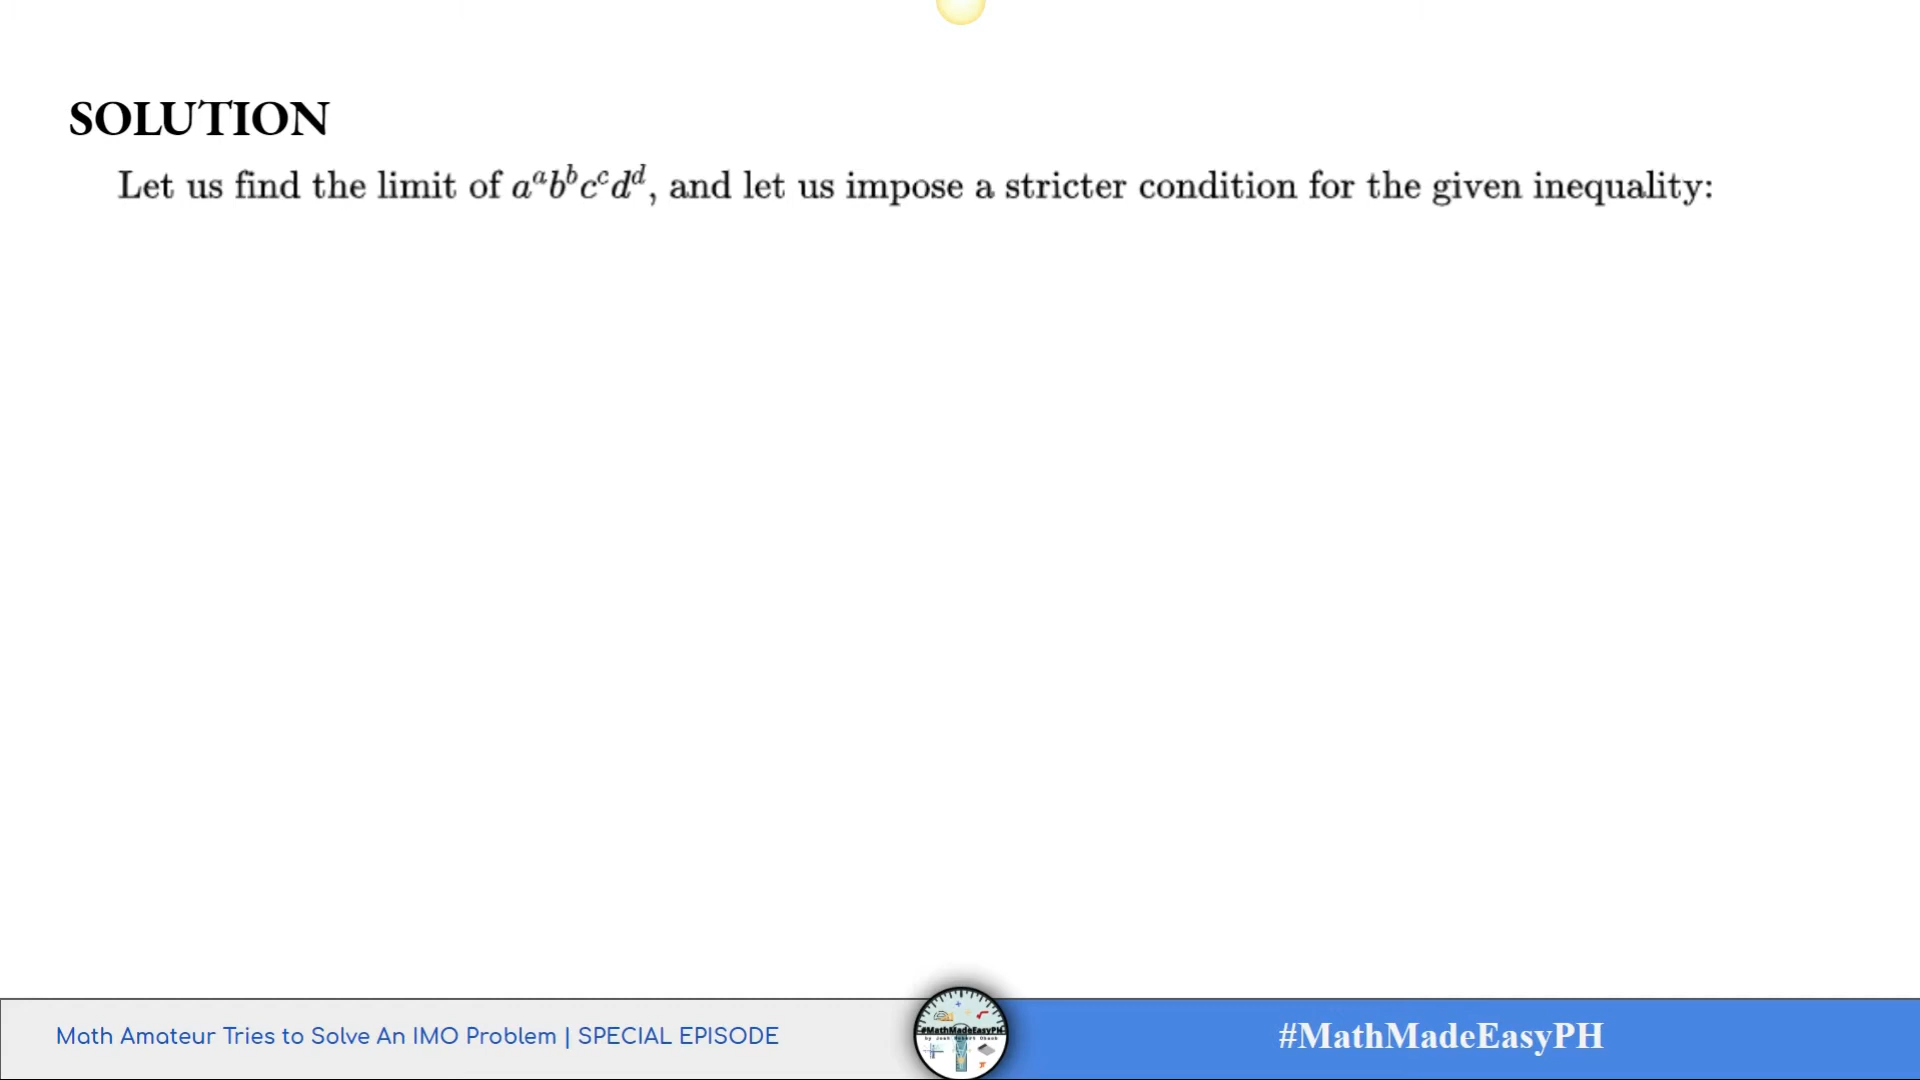 SOLUTION
Let us find the limit of $a^a b^b c^c d^d$, and let us impose a stricter condition for the given inequality:
Math Amateur Tries to Solve An IMO Problem | SPECIAL EPISODE
#MathMadeEasyPH
#MathMadeEasyPH